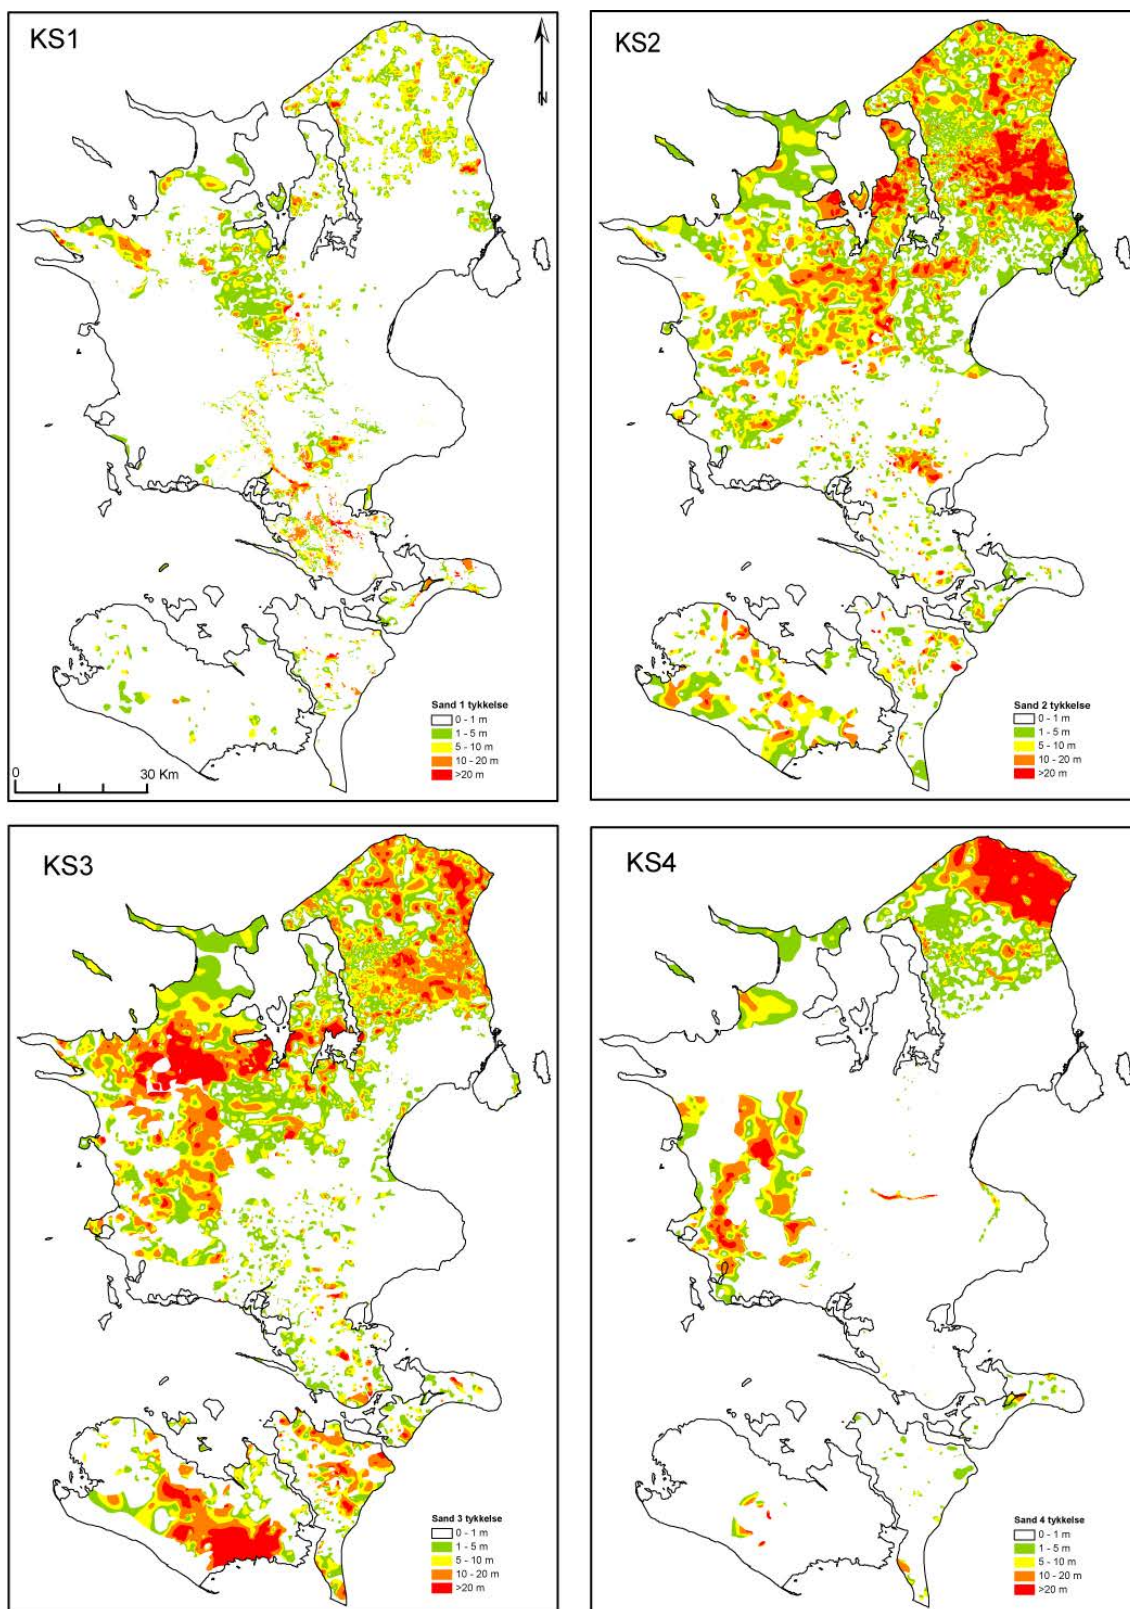 KS1
N
Sand 1 tykkelse
0 - 1 m
1 - 5 m
5 - 10 m
10 - 20 m
>20 m
0 30 Km
KS2
Sand 2 tykkelse
0 - 1 m
1 - 5 m
5 - 10 m
10 - 20 m
>20 m
KS3
Sand 3 tykkelse
0 - 1 m
1 - 5 m
5 - 10 m
10 - 20 m
>20 m
KS4
Sand 4 tykkelse
0 - 1 m
1 - 5 m
5 - 10 m
10 - 20 m
>20 m